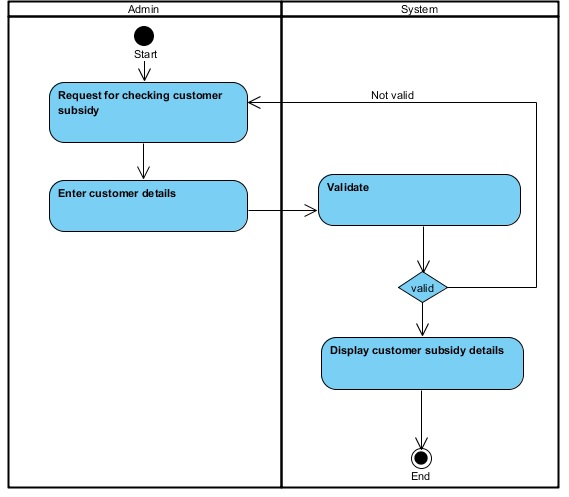 Admin
System
Start
Request for checking customer
subsidy
Not valid
Enter customer details
Validate
valid
Display customer subsidy details
End